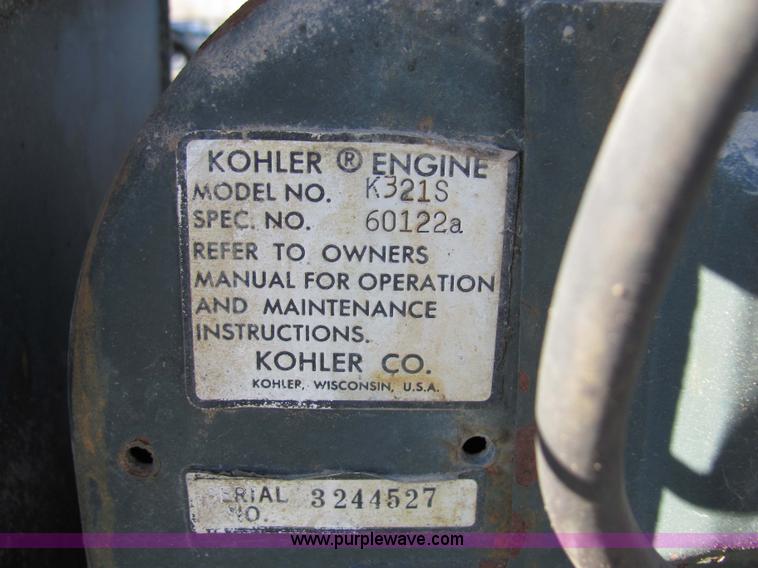 KOHLER ® ENGINE
MODEL NO. K321S
SPEC. NO. 60122a
REFER TO OWNERS
MANUAL FOR OPERATION
AND MAINTENANCE
INSTRUCTIONS.
KOHLER CO.
KOHLER, WISCONSIN, U.S.A.
SERIAL
NO. 3244527
www.purplewave.com